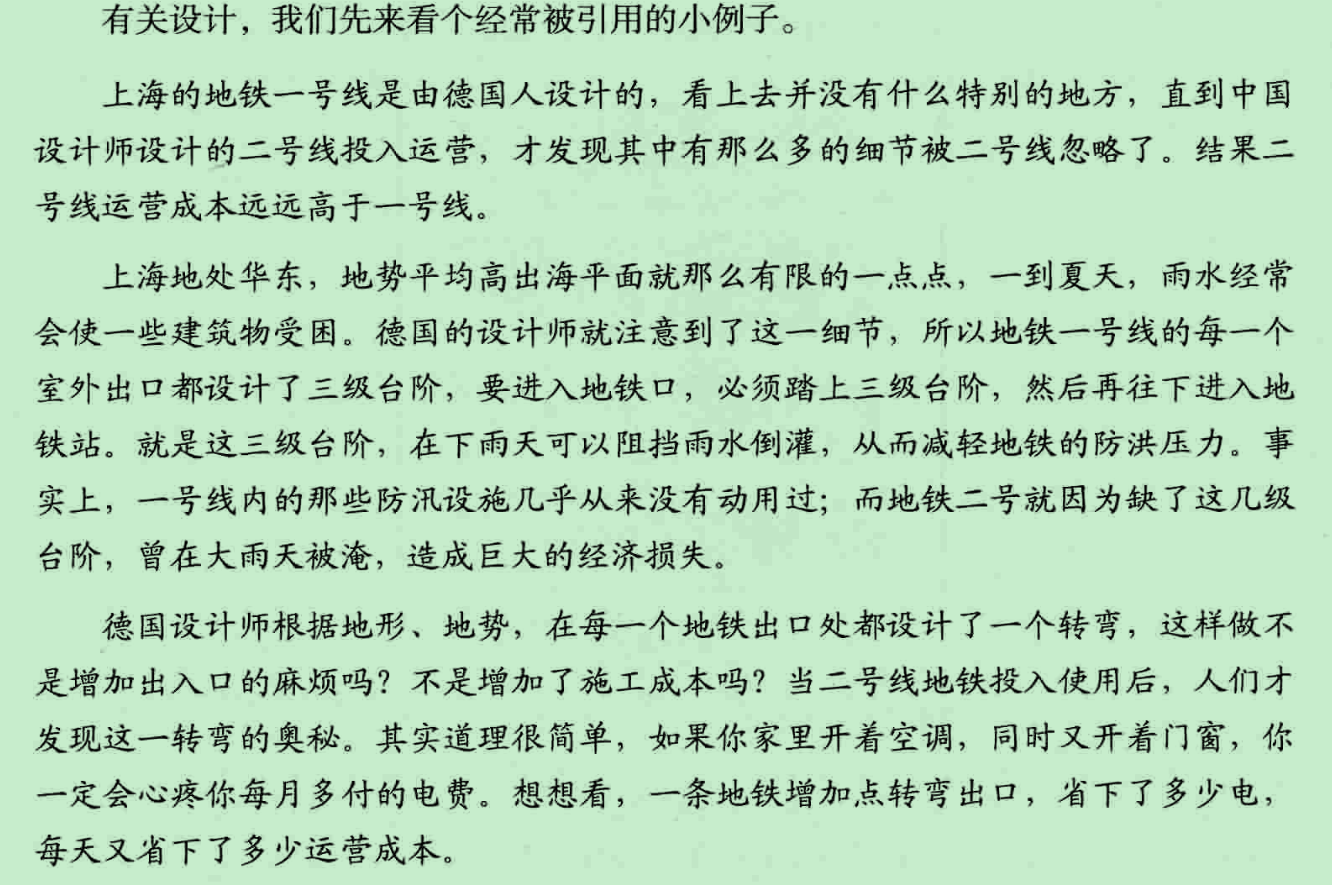 有关设计，我们先来看个经常被引用的小例子。
上海的地铁一号线是由德国人设计的，看上去并没有什么特别的地方，直到中国
设计师设计的二号线投入运营，才发现其中有那么多的细节被二号线忽略了。结果二
号线运营成本远远高于一号线。
上海地处华东，地势平均高出海平面就那么有限的一点点，一到夏天，雨水经常
会使一些建筑物受困。德国的设计师就注意到了这一细节，所以地铁一号线的每一个
室外出口都设计了三级台阶，要进入地铁口，必须踏上三级台阶，然后再往下进入地
铁站。就是这三级台阶，在下雨天可以阻挡雨水倒灌，从而减轻地铁的防洪压力。事
实上，一号线内的那些防汛设施几乎从来没有动用过；而地铁二号就因为缺了这几级
台阶，曾在大雨天被淹，造成巨大的经济损失。
德国设计师根据地形、地势，在每一个地铁出口处都设计了一个转弯，这样做不
是增加出入口的麻烦吗？不是增加了施工成本吗？当二号线地铁投入使用后，人们才
发现这一转弯的奥秘。其实道理很简单，如果你家里开着空调，同时又开着门窗，你
一定会心疼你每月多付的电费。想想看，一条地铁增加点转弯出口，省下了多少电，
每天又省下了多少运营成本。